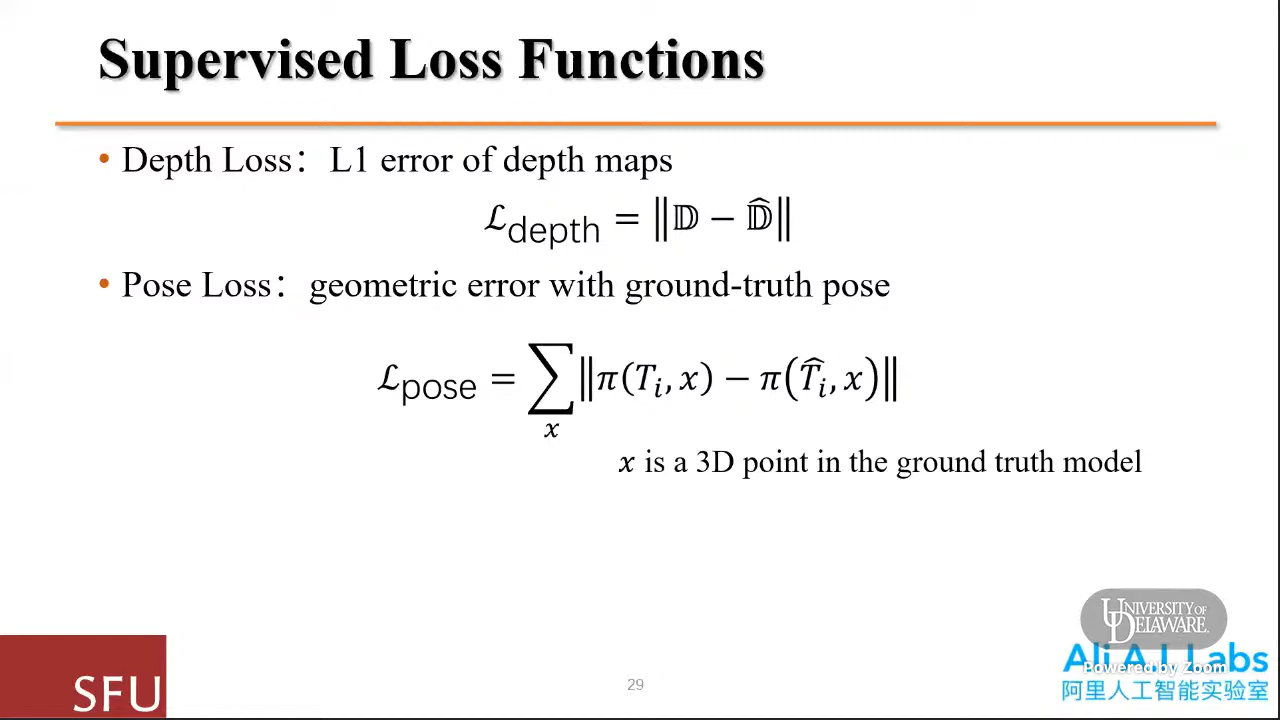 Supervised Loss Functions
• Depth Loss：L1 error of depth maps
ℒdepth = ‖𝔻 − 𝔻̂‖
• Pose Loss：geometric error with ground-truth pose
ℒpose = ∑x ‖π(Ti, x) − π(T̂i, x)‖
x is a 3D point in the ground truth model
UNIVERSITY OF DELAWARE.
Ali A.I. Labs
Powered by Zoom
阿里人工智能实验室
SFU
29